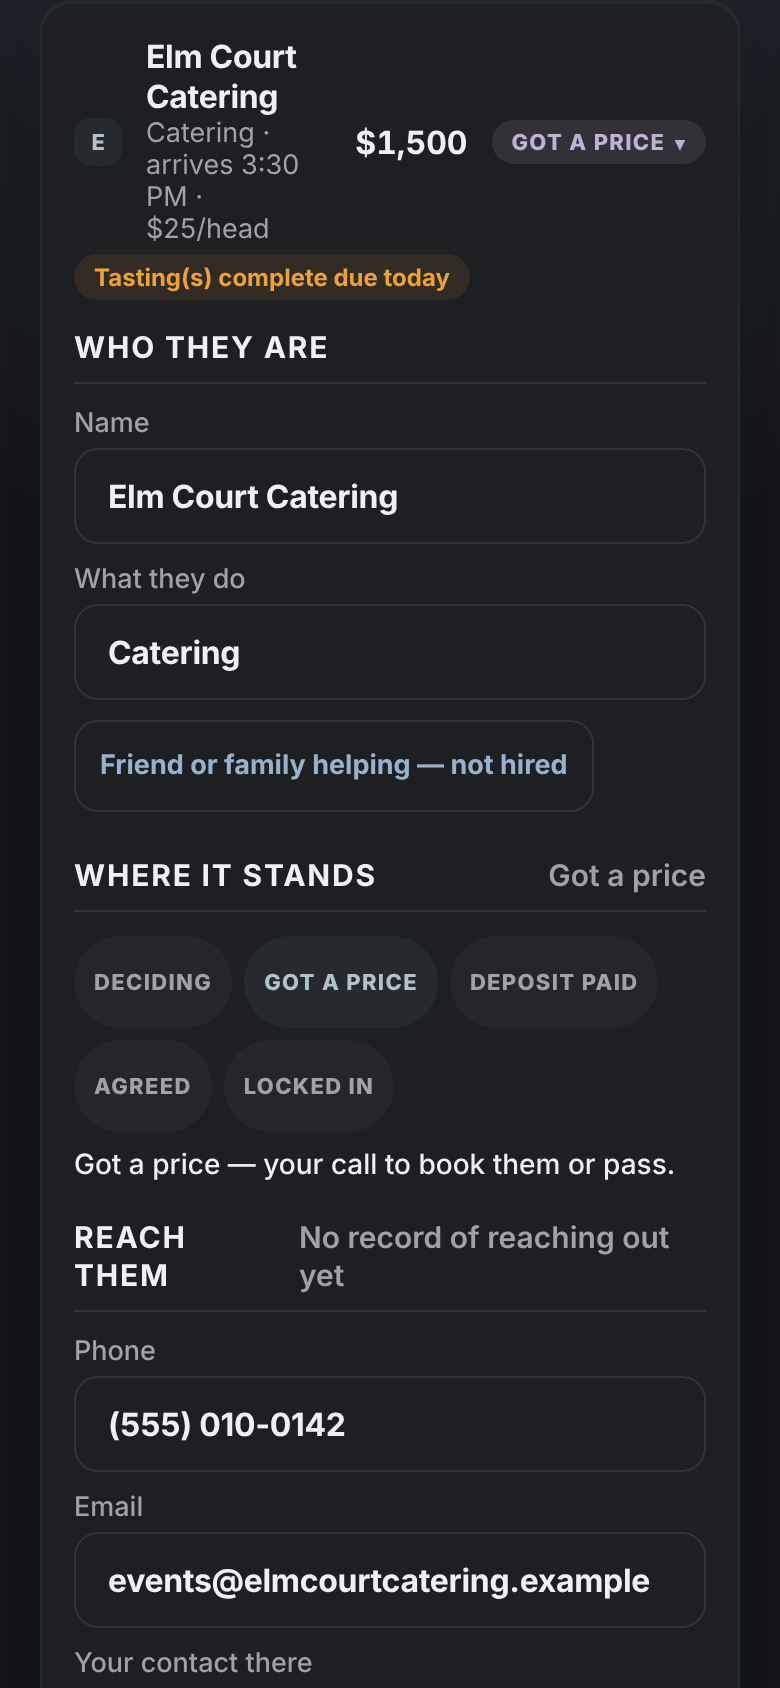 Elm Court
Catering
E
Catering ·
arrives 3:30
PM ·
$25/head
$1,500
GOT A PRICE ▾
Tasting(s) complete due today
WHO THEY ARE
Name
Elm Court Catering
What they do
Catering
Friend or family helping — not hired
WHERE IT STANDS
Got a price
DECIDING
GOT A PRICE
DEPOSIT PAID
AGREED
LOCKED IN
Got a price — your call to book them or pass.
REACH
THEM
No record of reaching out
yet
Phone
(555) 010-0142
Email
events@elmcourtcatering.example
Your contact there